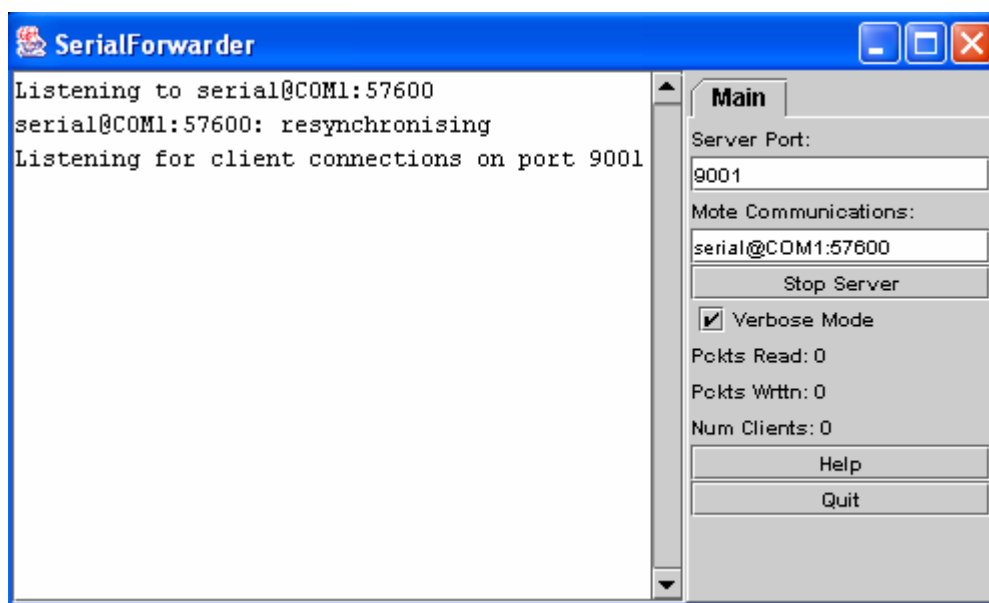 SerialForwarder
Listening to serial@COM1:57600
serial@COM1:57600: resynchronising
Listening for client connections on port 9001
Main
Server Port:
9001
Mote Communications:
serial@COM1:57600
Stop Server
Verbose Mode
Pckts Read: 0
Pckts Wrttn: 0
Num Clients: 0
Help
Quit